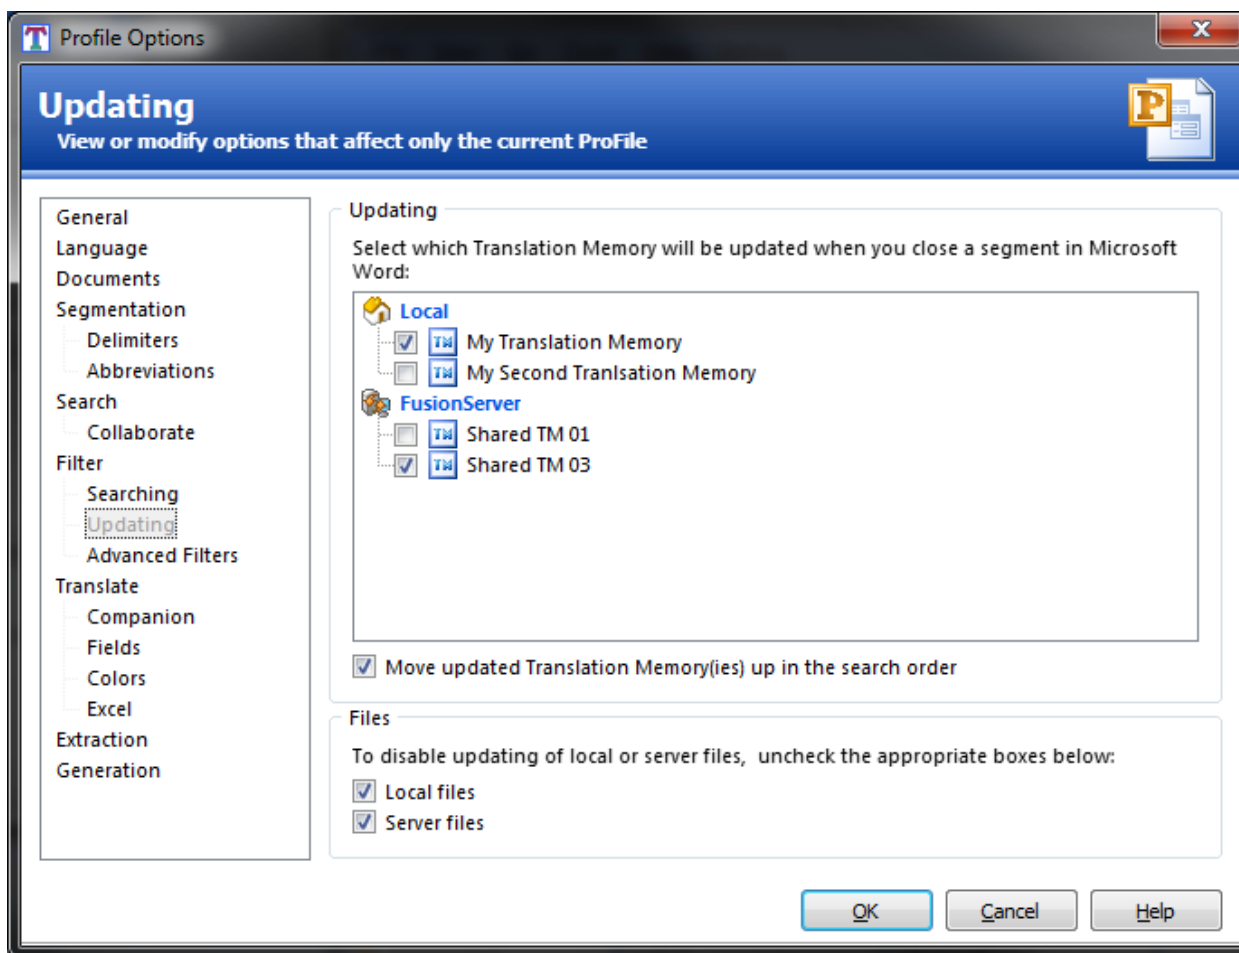 Profile Options
Updating
View or modify options that affect only the current ProFile
P
General
Language
Documents
Segmentation
Delimiters
Abbreviations
Search
Collaborate
Filter
Searching
Updating
Advanced Filters
Translate
Companion
Fields
Colors
Excel
Extraction
Generation
Updating
Select which Translation Memory will be updated when you close a segment in Microsoft
Word:
Local
TM My Translation Memory
TM My Second Tranlsation Memory
FusionServer
TM Shared TM 01
TM Shared TM 03
Move updated Translation Memory(ies) up in the search order
Files
To disable updating of local or server files, uncheck the appropriate boxes below:
Local files
Server files
OK Cancel Help